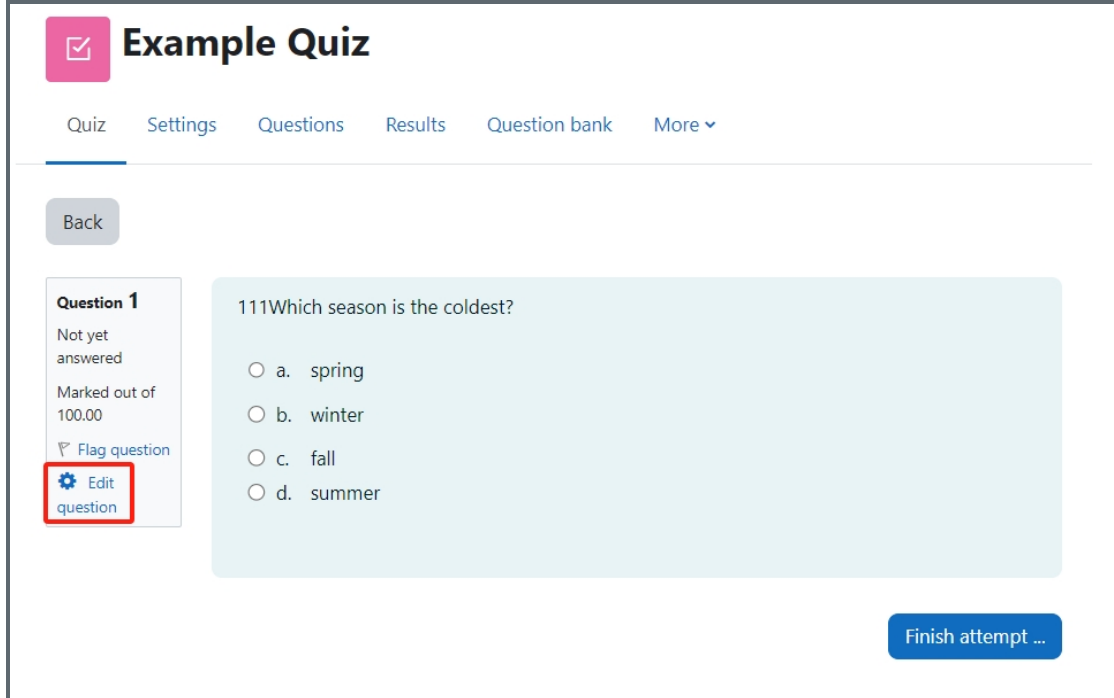 Example Quiz
Quiz Settings Questions Results Question bank More
Back
Question 1
Not yet
answered
Marked out of
100.00
Flag question
Edit
question
111Which season is the coldest?
a. spring
b. winter
c. fall
d. summer
Finish attempt ...